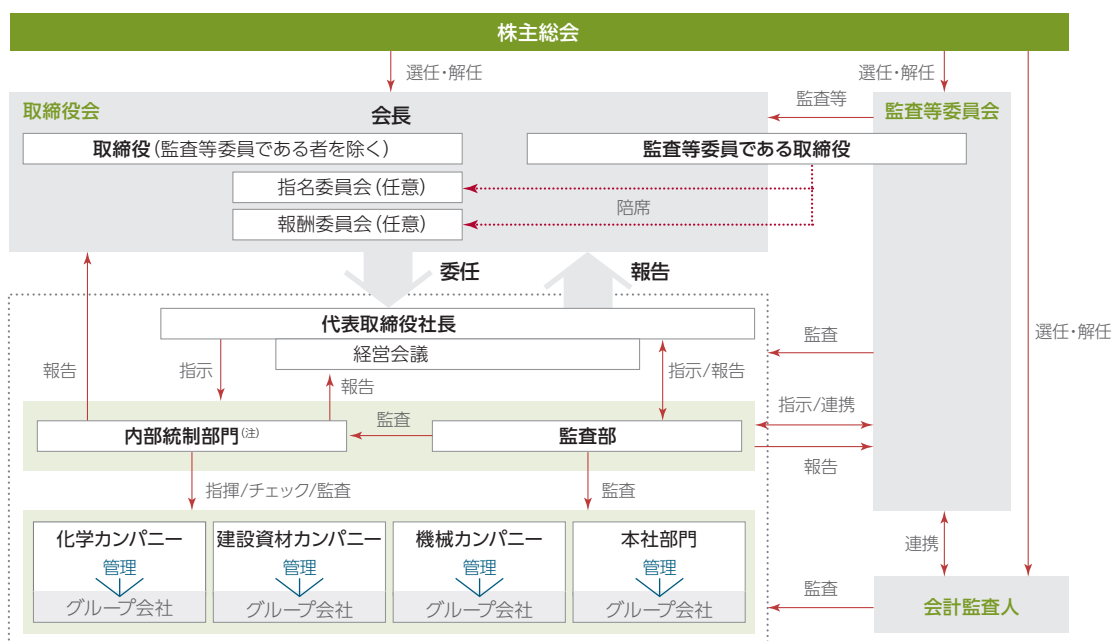 株主総会
選任・解任
選任・解任
取締役会
会長
監査等
監査等委員会
取締役(監査等委員である者を除く)
監査等委員である取締役
指名委員会(任意)
陪席
報酬委員会(任意)
委任
報告
代表取締役社長
経営会議
監査
選任・解任
報告
指示
報告
指示/報告
指示/連携
内部統制部門(注)
監査
監査部
報告
指揮/チェック/監査
監査
化学カンパニー
建設資材カンパニー
機械カンパニー
本社部門
管理
管理
管理
管理
グループ会社
グループ会社
グループ会社
グループ会社
連携
監査
会計監査人